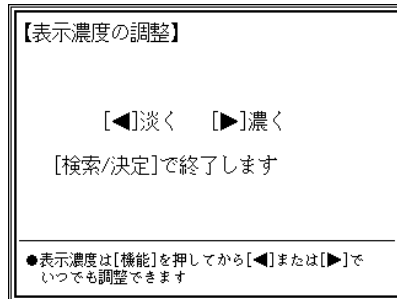 【表示濃度の調整】
[◀]淡く [▶]濃く
[検索/決定]で終了します
●表示濃度は[機能]を押してから[◀]または[▶]で
いつでも調整できます